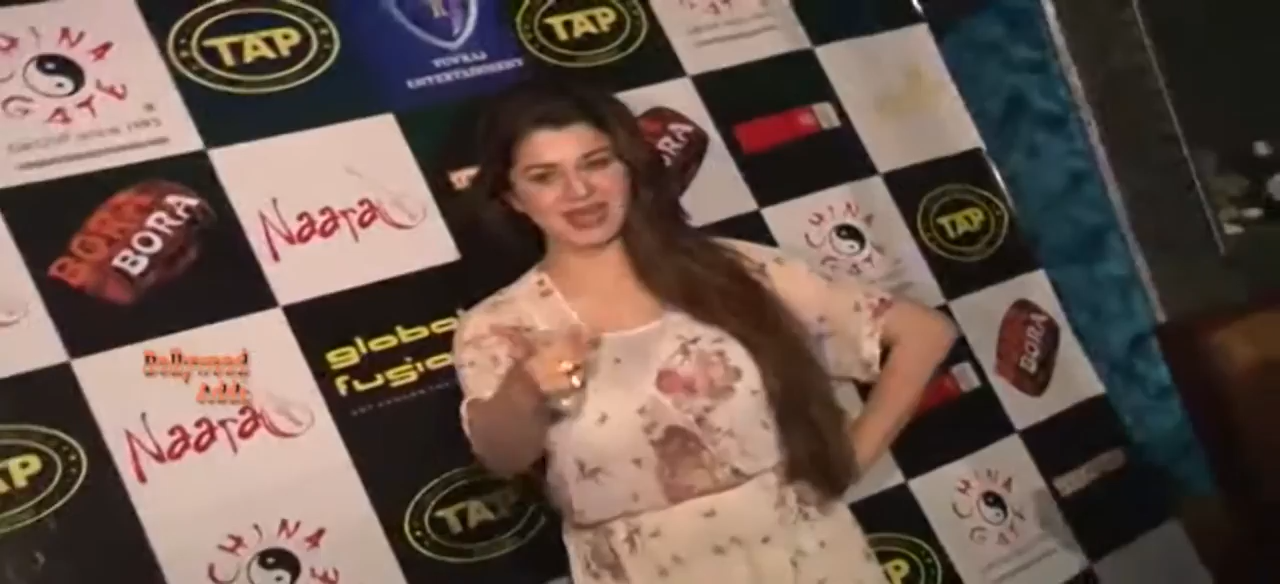 CHINA
GATE
TAP
YUVRAJ
ENTERTAINMENT
TAP
BORA
BORA
Naara
BORA
CHINA
GATE
TAP
global
fusion
BORA
Bollywood
Adda
Naara
TAP
TAP
CHINA
CHINA
GATE
TAP